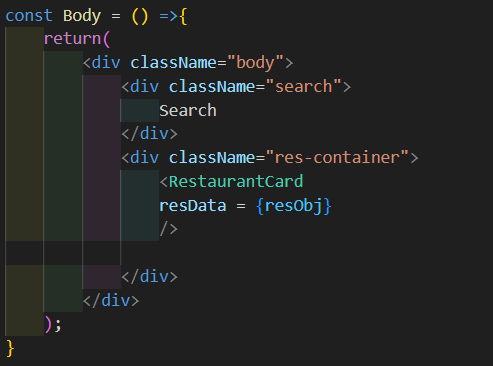 const Body = () =>{
    return(
        <div className="body">
            <div className="search">
                Search
            </div>
            <div className="res-container">
                <RestaurantCard
                resData = {resObj}
                />

            </div>
        </div>
    );
}